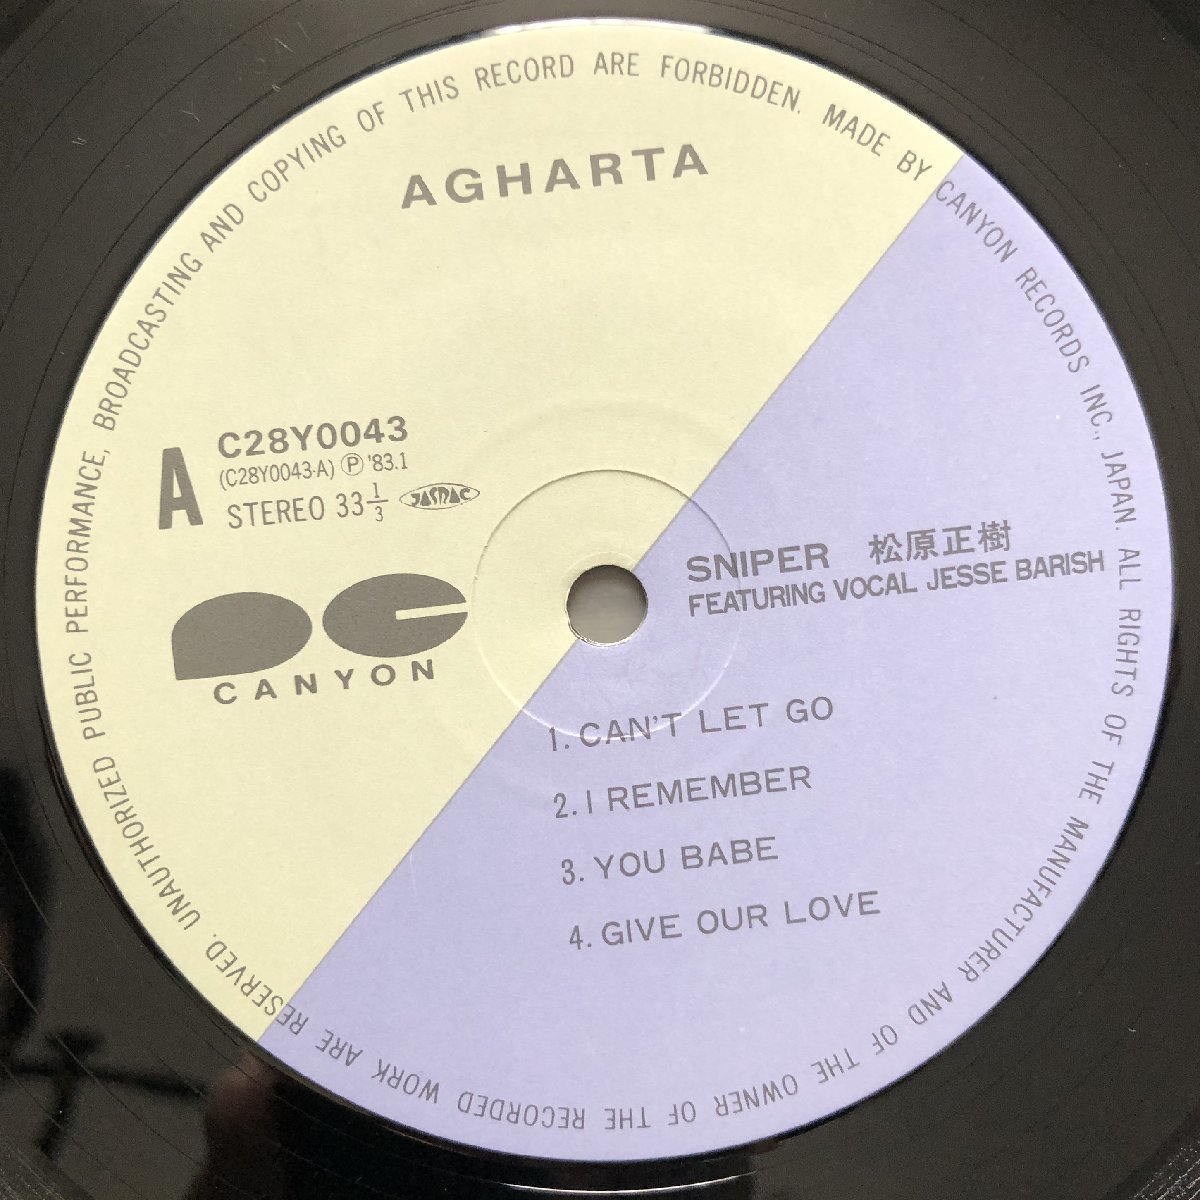 UNAUTHORIZED PUBLIC PERFORMANCE, BROADCASTING AND COPYING OF THIS RECORD ARE FORBIDDEN. MADE BY CANYON RECORDS INC., JAPAN. ALL RIGHTS OF THE MANUFACTURER AND OF THE OWNER OF THE RECORDED WORK ARE RESERVED.
AGHARTA
A
C28Y0043
(C28Y0043-A) Ⓟ '83.1
STEREO 33 1/3 JASRAC
PC
CANYON
SNIPER 松原正樹
FEATURING VOCAL JESSE BARISH
1. CAN'T LET GO
2. I REMEMBER
3. YOU BABE
4. GIVE OUR LOVE